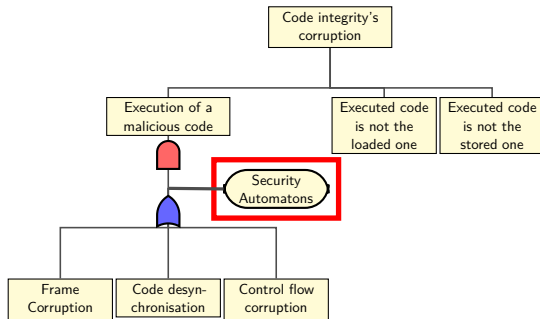 Code integrity's
corruption
Execution of a
malicious code
Executed code
is not the
loaded one
Executed code
is not the
stored one
Security
Automatons
Frame
Corruption
Code desyn-
chronisation
Control flow
corruption